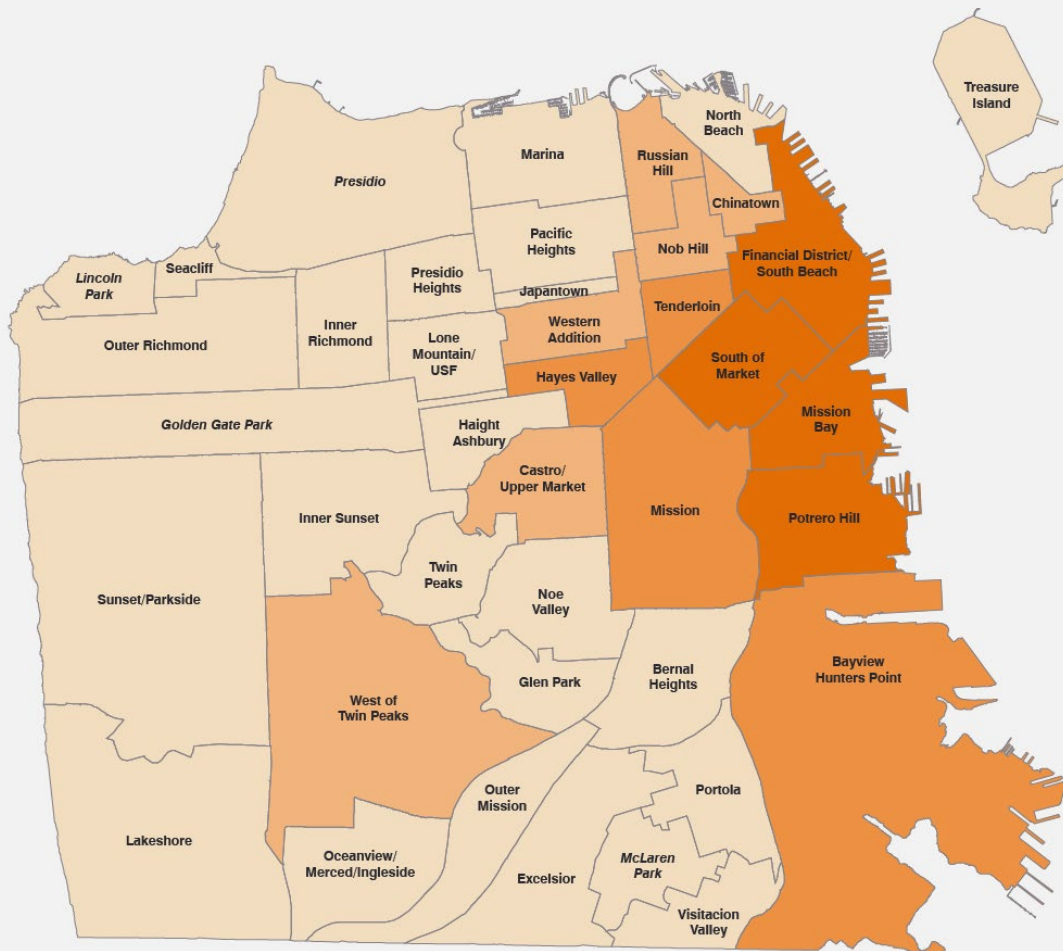 Treasure
Island
North
Beach
Marina
Russian
Hill
Presidio
Chinatown
Pacific
Heights
Nob Hill
Financial District/
South Beach
Seacliff
Lincoln
Park
Presidio
Heights
Japantown
Tenderloin
Western
Addition
Inner
Richmond
Outer Richmond
Lone
Mountain/
USF
South of
Market
Hayes Valley
Mission
Bay
Golden Gate Park
Haight
Ashbury
Castro/
Upper Market
Inner Sunset
Mission
Potrero Hill
Twin
Peaks
Sunset/Parkside
Noe
Valley
Bayview
Hunters Point
Bernal
Heights
Glen Park
West of
Twin Peaks
Outer
Mission
Portola
Lakeshore
Oceanview/
Merced/Ingleside
McLaren
Park
Excelsior
Visitacion
Valley